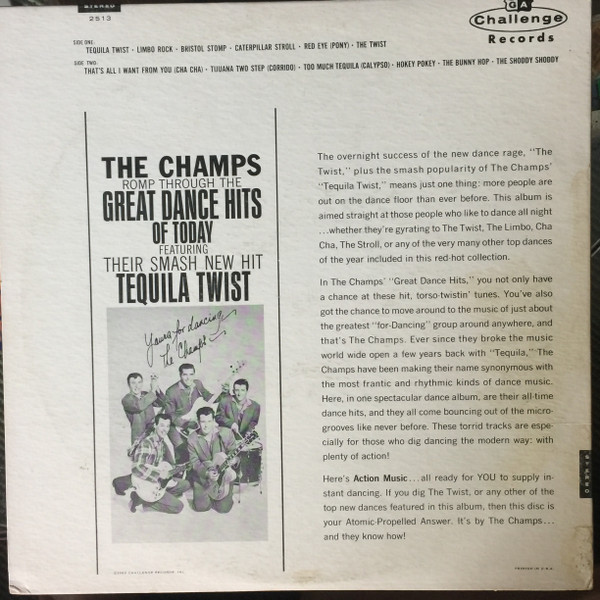 STEREO
2513
GA
Challenge
Records
SIDE ONE:
TEQUILA TWIST • LIMBO ROCK • BRISTOL STOMP • CATERPILLAR STROLL • RED EYE (PONY) • THE TWIST
SIDE TWO:
THAT'S ALL I WANT FROM YOU (CHA CHA) • TIJUANA TWO STEP (CORRIDO) • TOO MUCH TEQUILA (CALYPSO) • HOKEY POKEY • THE BUNNY HOP • THE SHODDY SHODDY
THE CHAMPS
ROMP THROUGH THE
GREAT DANCE HITS
OF TODAY
FEATURING
THEIR SMASH NEW HIT
TEQUILA TWIST
Yours for dancing
The Champs
The overnight success of the new dance rage, "The
Twist," plus the smash popularity of The Champs'
"Tequila Twist," means just one thing: more people are
out on the dance floor than ever before. This album is
aimed straight at those people who like to dance all night
...whether they're gyrating to The Twist, The Limbo, Cha
Cha, The Stroll, or any of the very many other top dances
of the year included in this red-hot collection.
In The Champs' "Great Dance Hits," you not only have
a chance at these hit, torso-twistin' tunes. You've also
got the chance to move around to the music of just about
the greatest "for-Dancing" group around anywhere, and
that's The Champs. Ever since they broke the music
world wide open a few years back with "Tequila," The
Champs have been making their name synonymous with
the most frantic and rhythmic kinds of dance music.
Here, in one spectacular dance album, are their all-time
dance hits, and they all come bouncing out of the micro-
grooves like never before. These torrid tracks are espe-
cially for those who dig dancing the modern way: with
plenty of action!
Here's Action Music...all ready for YOU to supply in-
stant dancing. If you dig The Twist, or any other of the
top new dances featured in this album, then this disc is
your Atomic-Propelled Answer. It's by The Champs...
and they know how!
STEREO
PRINTED IN U.S.A.